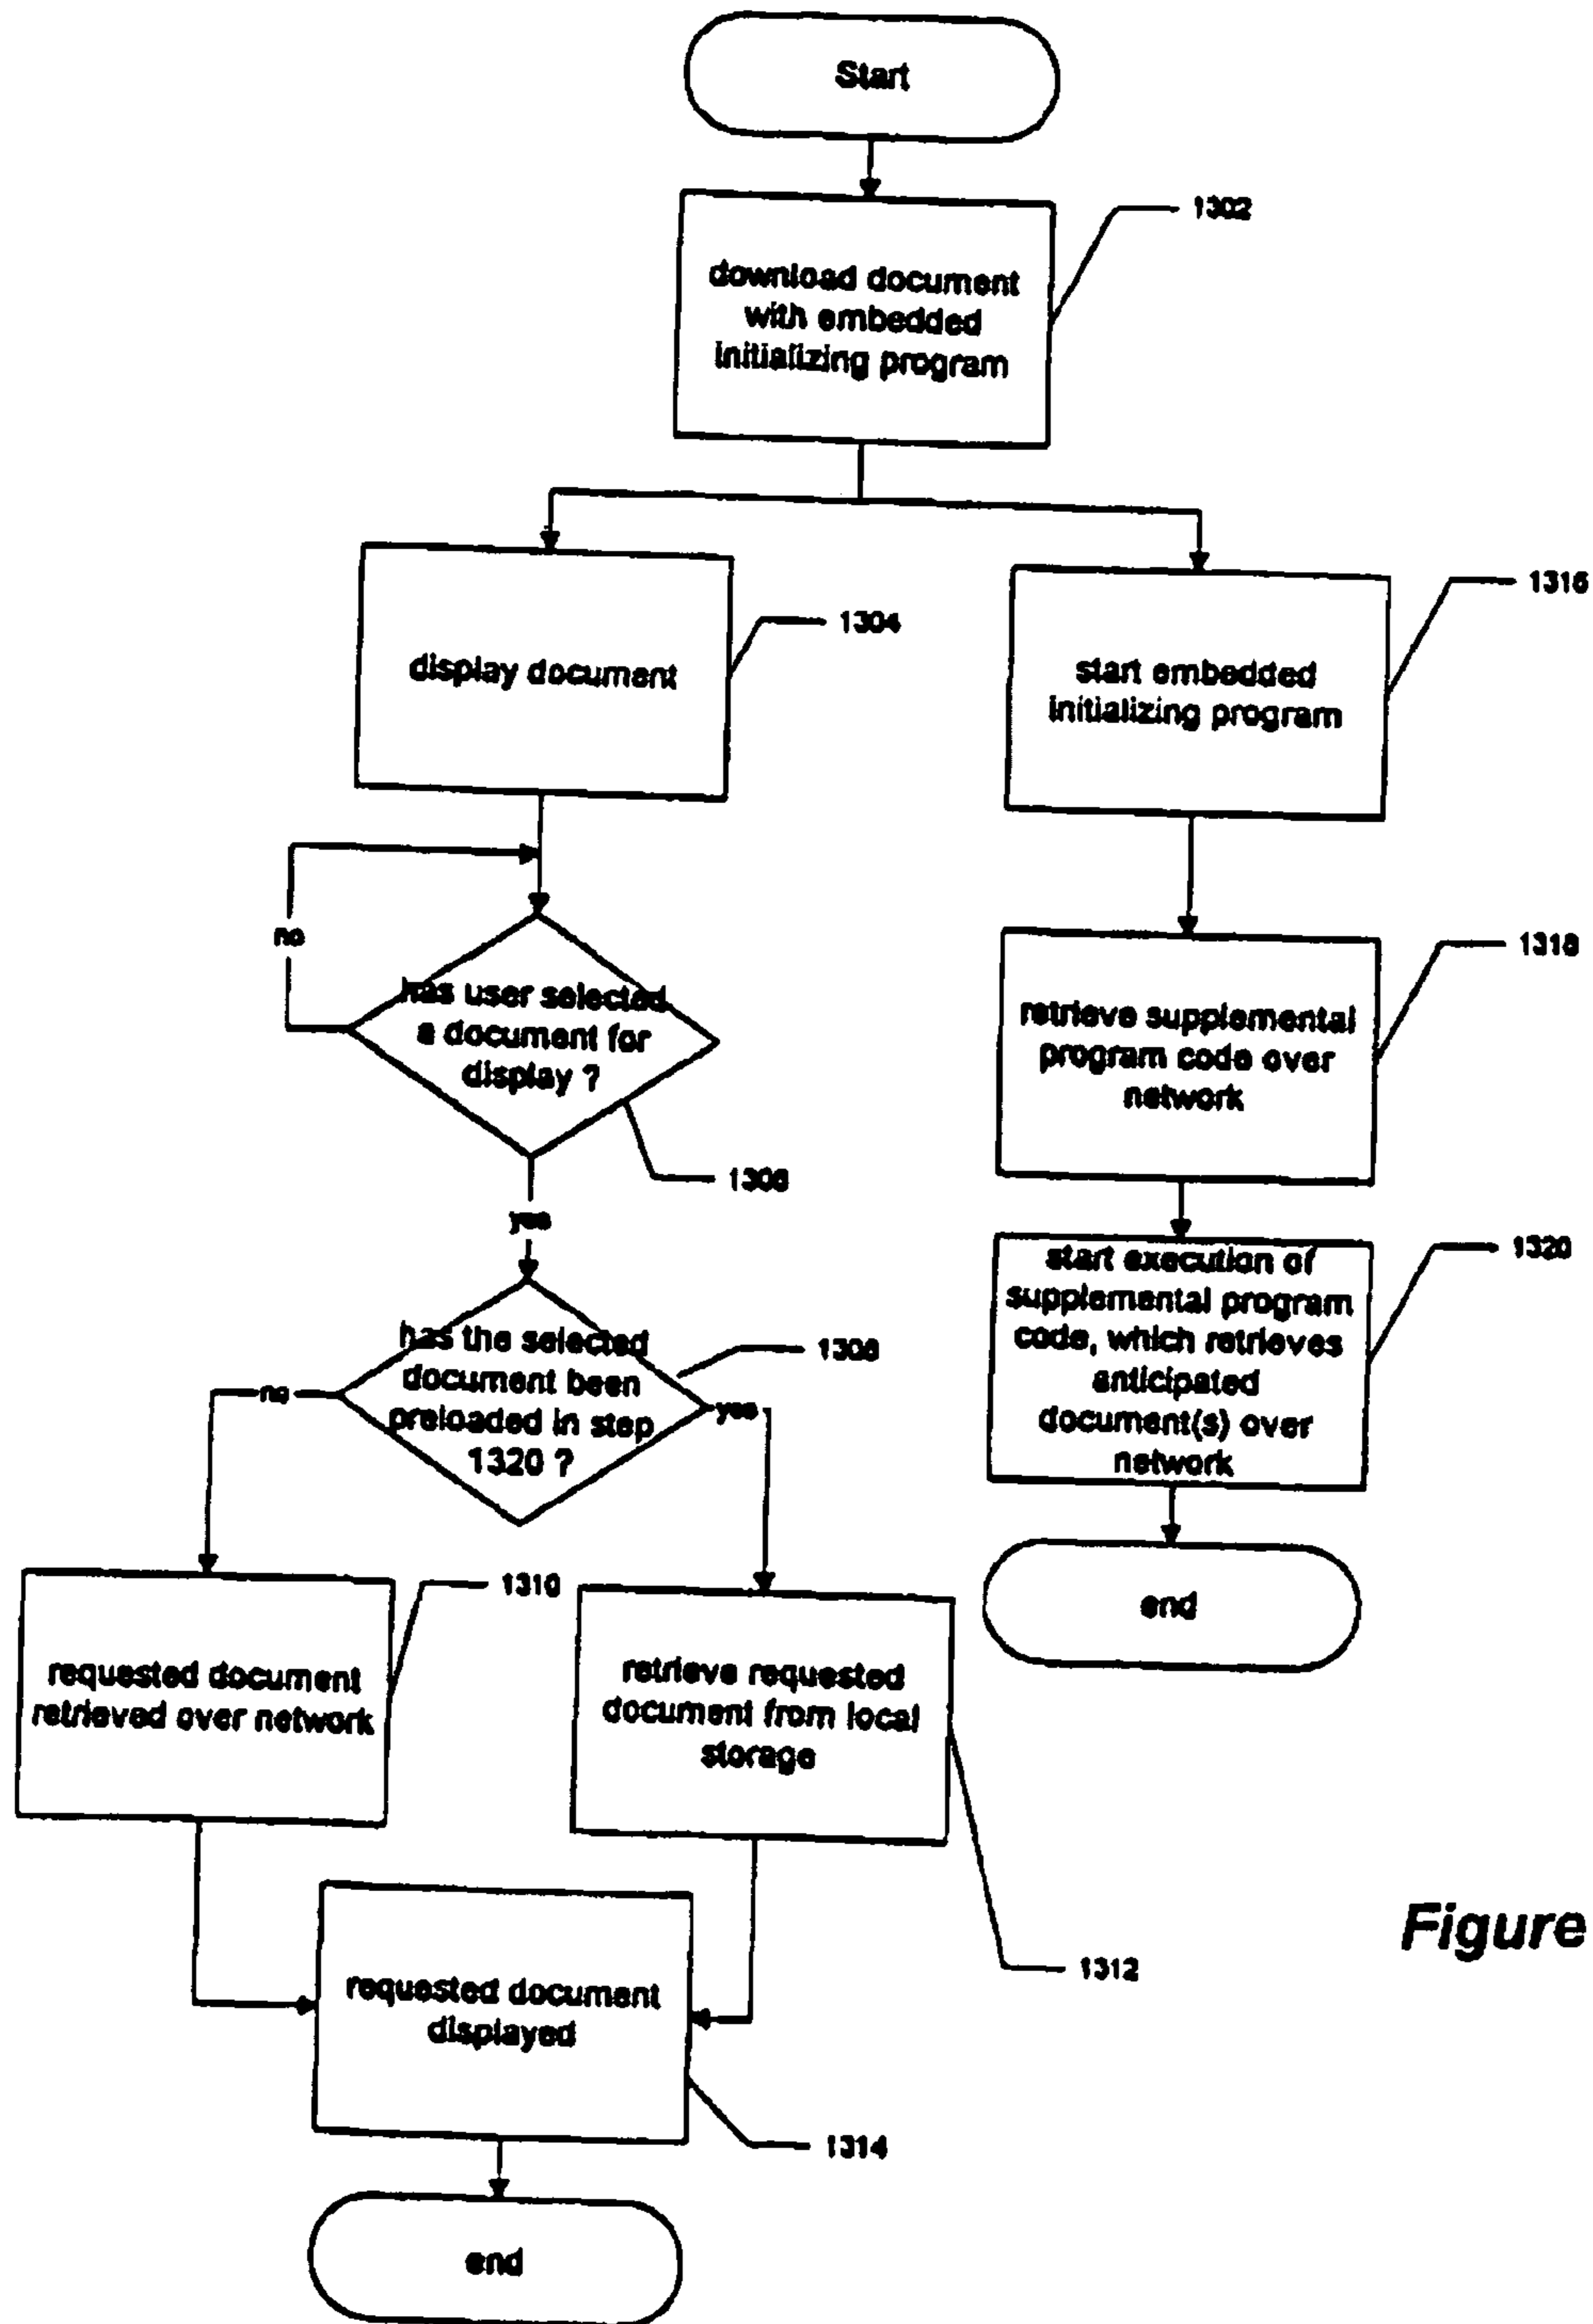 Start
1302
download document
with embedded
initializing program
1304
display document
1316
start embedded
initializing program
no
has user selected
a document for
display ?
1306
yes
1318
retrieve supplemental
program code over
network
1320
start execution of
supplemental program
code, which retrieves
anticipated
document(s) over
network
end
has the selected
document been
preloaded in step
1320 ?
1308
no
yes
1310
requested document
retrieved over network
retrieve requested
document from local
storage
1312
requested document
displayed
1314
end
Figure